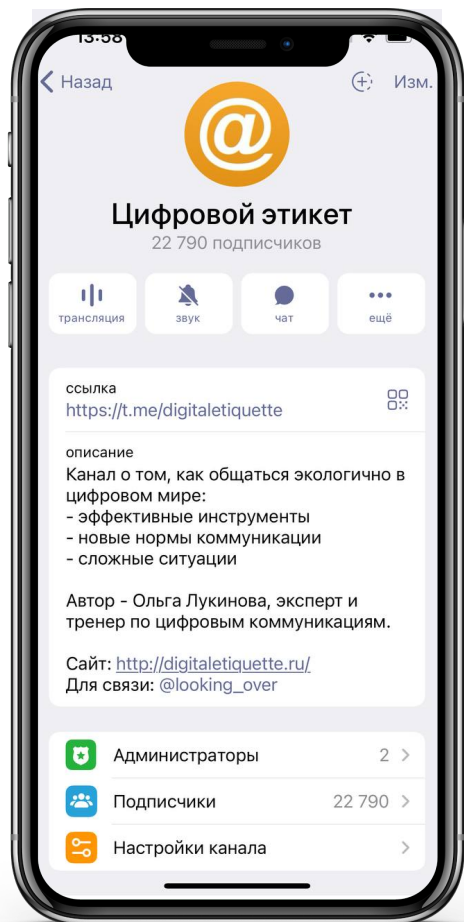 13:58
Назад
Изм.
@
Цифровой этикет
22 790 подписчиков
трансляция
звук
чат
ещё
ссылка
https://t.me/digitaletiquette
описание
Канал о том, как общаться экологично в
цифровом мире:
- эффективные инструменты
- новые нормы коммуникации
- сложные ситуации
Автор - Ольга Лукинова, эксперт и
тренер по цифровым коммуникациям.
Сайт: http://digitaletiquette.ru/
Для связи: @looking_over
Администраторы 2
Подписчики 22 790
Настройки канала